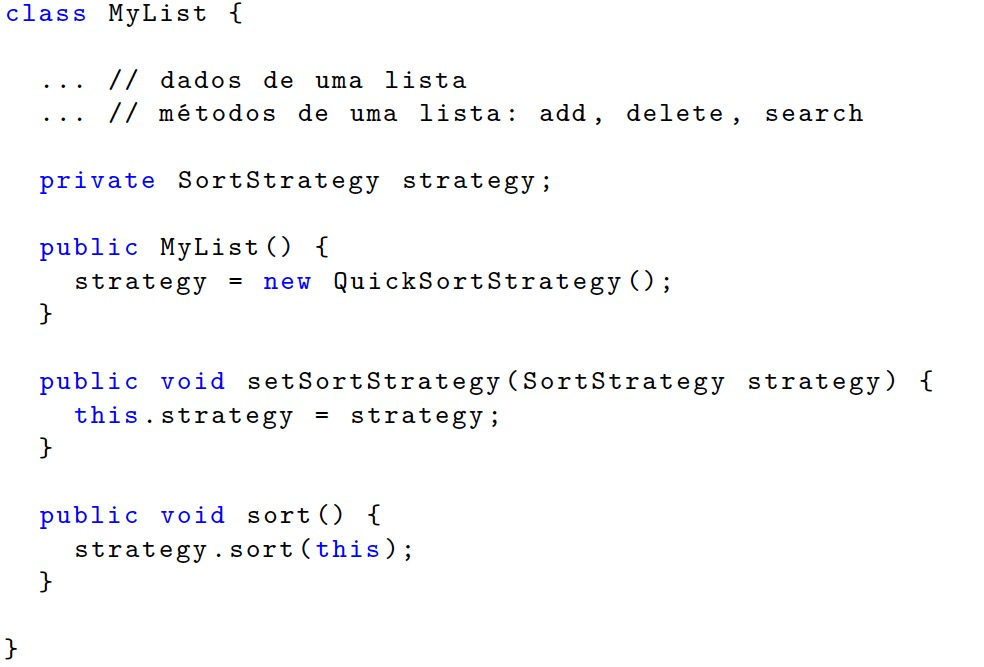 class MyList {
... // dados de uma lista
... // métodos de uma lista: add, delete, search
private SortStrategy strategy;
public MyList() {
strategy = new QuickSortStrategy();
}
public void setSortStrategy(SortStrategy strategy) {
this.strategy = strategy;
}
public void sort() {
strategy.sort(this);
}
}